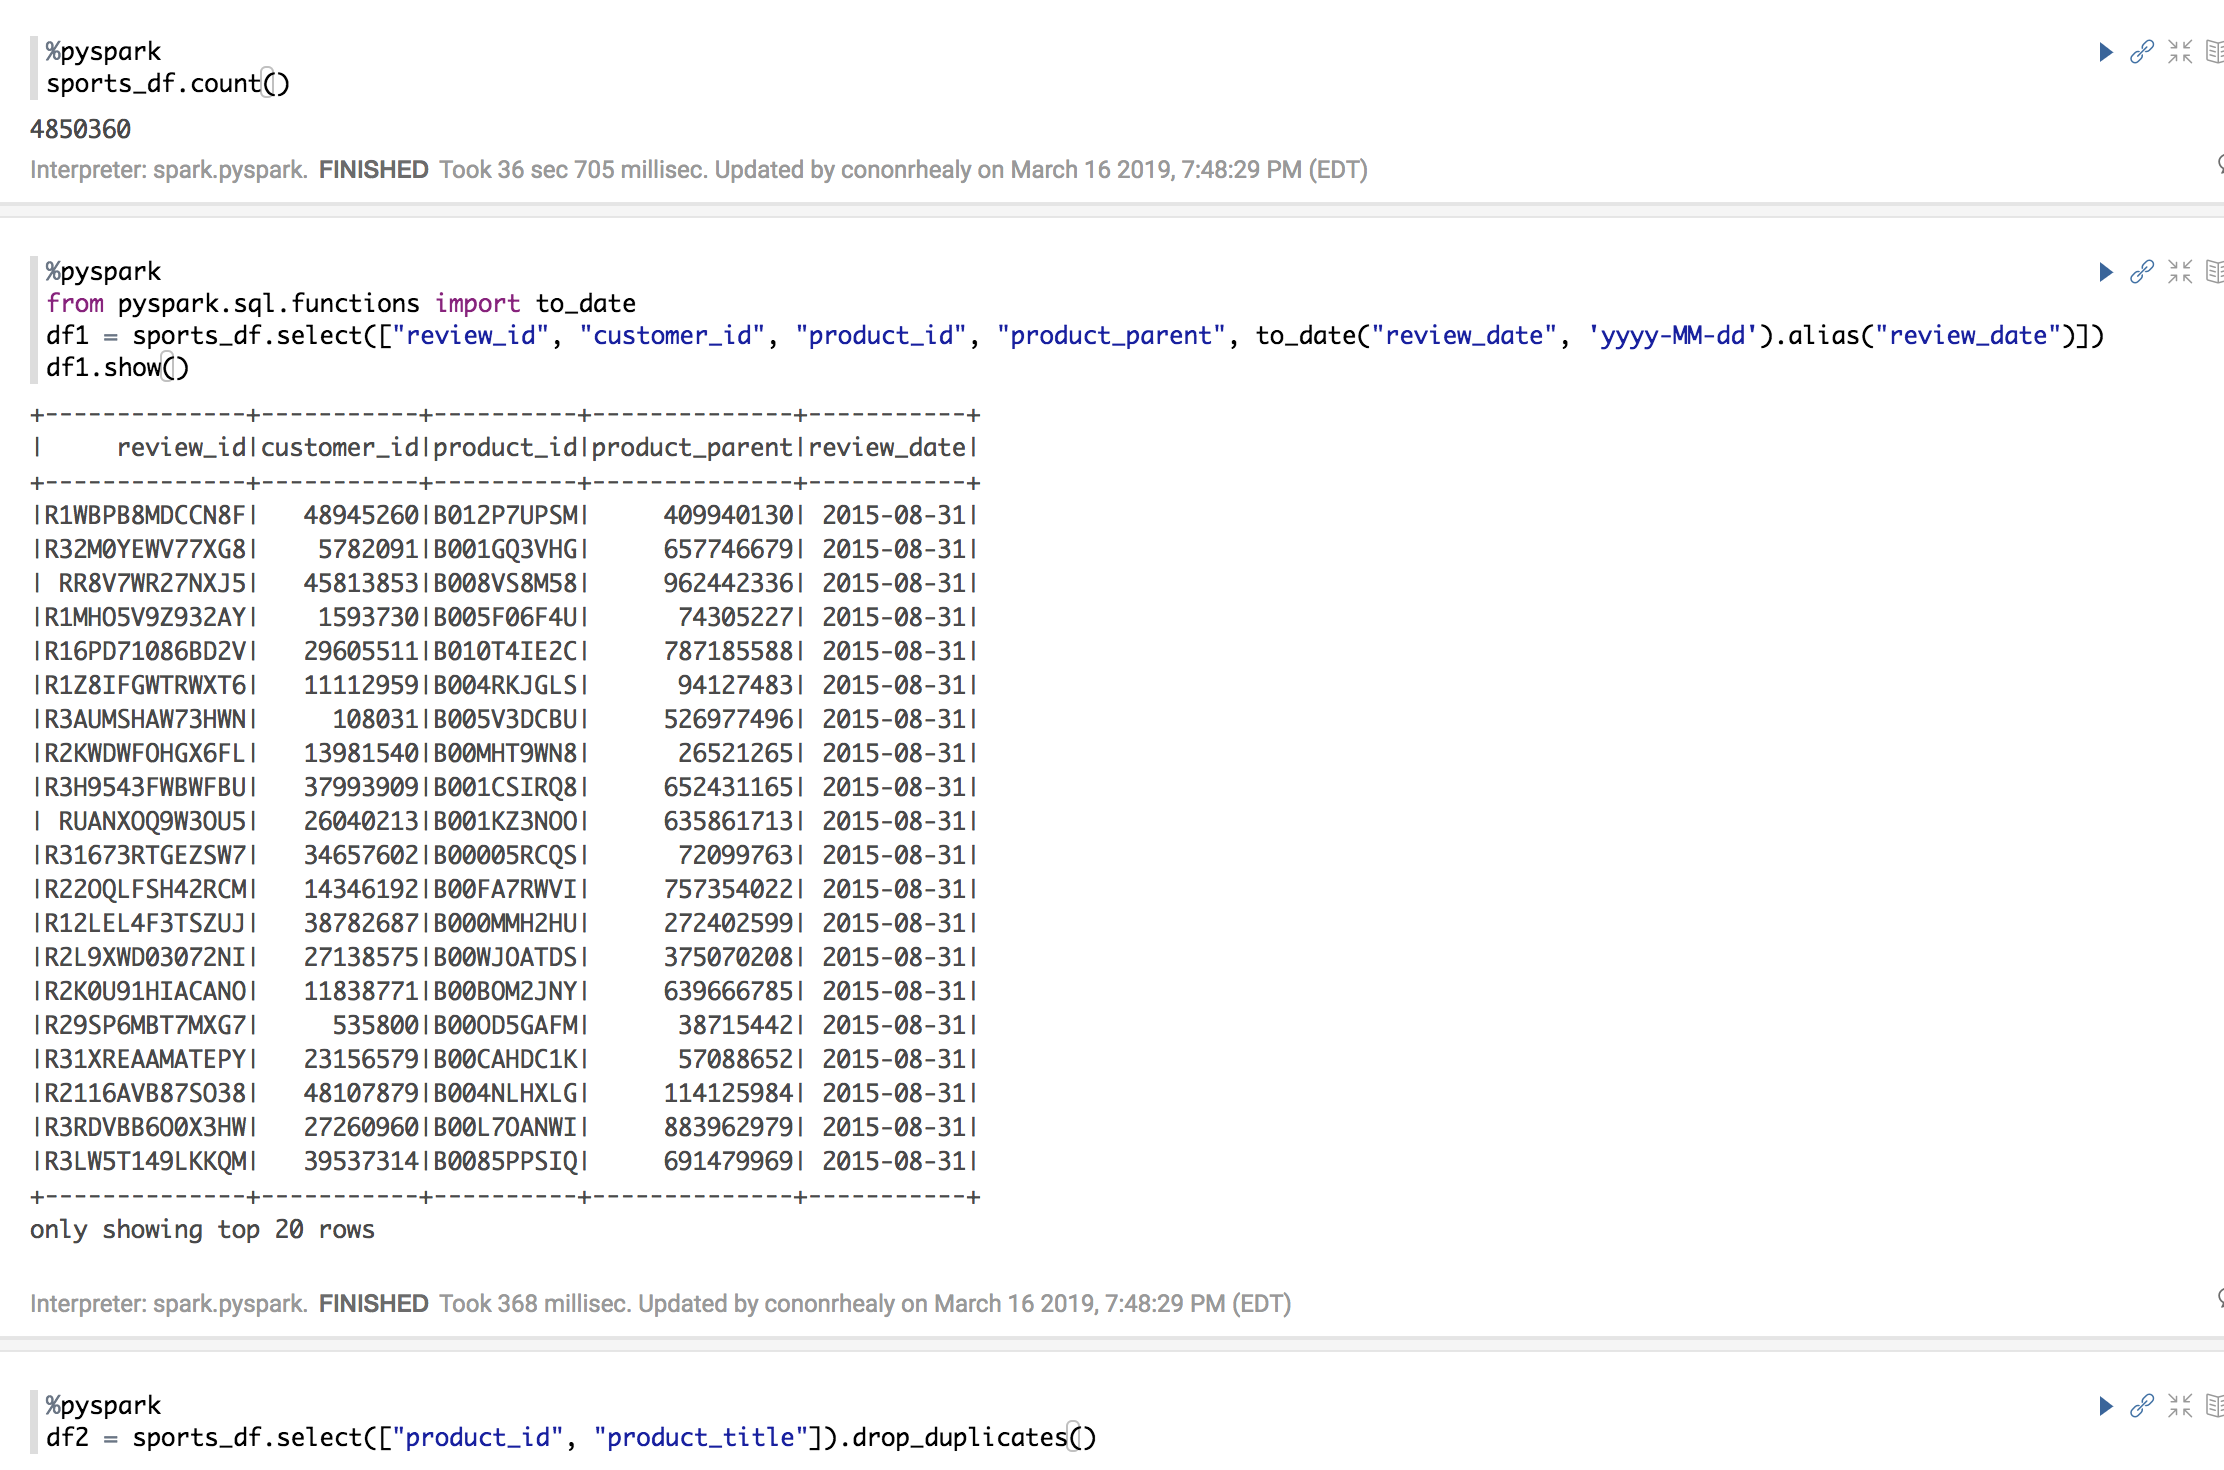 %pyspark
sports_df.count()
4850360
Interpreter: spark.pyspark. FINISHED Took 36 sec 705 millisec. Updated by cononrhealy on March 16 2019, 7:48:29 PM (EDT)
%pyspark
from pyspark.sql.functions import to_date
df1 = sports_df.select(["review_id", "customer_id", "product_id", "product_parent", to_date("review_date", 'yyyy-MM-dd').alias("review_date")])
df1.show()
+--------------+-----------+----------+--------------+-----------+
|     review_id|customer_id|product_id|product_parent|review_date|
+--------------+-----------+----------+--------------+-----------+
|R1WBPB8MDCCN8F|   48945260|B012P7UPSM|     409940130| 2015-08-31|
|R32M0YEWV77XG8|    5782091|B001GQ3VHG|     657746679| 2015-08-31|
| RR8V7WR27NXJ5|   45813853|B008VS8M58|     962442336| 2015-08-31|
|R1MHO5V9Z932AY|    1593730|B005F06F4U|      74305227| 2015-08-31|
|R16PD71086BD2V|   29605511|B010T4IE2C|     787185588| 2015-08-31|
|R1Z8IFGWTRWXT6|   11112959|B004RKJGLS|      94127483| 2015-08-31|
|R3AUMSHAW73HWN|     108031|B005V3DCBU|     526977496| 2015-08-31|
|R2KWDWFOHGX6FL|   13981540|B00MHT9WN8|      26521265| 2015-08-31|
|R3H9543FWBWFBU|   37993909|B001CSIRQ8|     652431165| 2015-08-31|
| RUANXOQ9W3OU5|   26040213|B001KZ3NOO|     635861713| 2015-08-31|
|R31673RTGEZSW7|   34657602|B00005RCQS|      72099763| 2015-08-31|
|R22OQLFSH42RCM|   14346192|B00FA7RWVI|     757354022| 2015-08-31|
|R12LEL4F3TSZUJ|   38782687|B000MMH2HU|     272402599| 2015-08-31|
|R2L9XWD03072NI|   27138575|B00WJOATDS|     375070208| 2015-08-31|
|R2K0U91HIACANO|   11838771|B00BOM2JNY|     639666785| 2015-08-31|
|R29SP6MBT7MXG7|     535800|B00OD5GAFM|      38715442| 2015-08-31|
|R31XREAAMATEPY|   23156579|B00CAHDC1K|      57088652| 2015-08-31|
|R2116AVB87SO38|   48107879|B004NLHXLG|     114125984| 2015-08-31|
|R3RDVBB6O0X3HW|   27260960|B00L7OANWI|     883962979| 2015-08-31|
|R3LW5T149LKKQM|   39537314|B0085PPSIQ|     691479969| 2015-08-31|
+--------------+-----------+----------+--------------+-----------+
only showing top 20 rows
Interpreter: spark.pyspark. FINISHED Took 368 millisec. Updated by cononrhealy on March 16 2019, 7:48:29 PM (EDT)
%pyspark
df2 = sports_df.select(["product_id", "product_title"]).drop_duplicates()